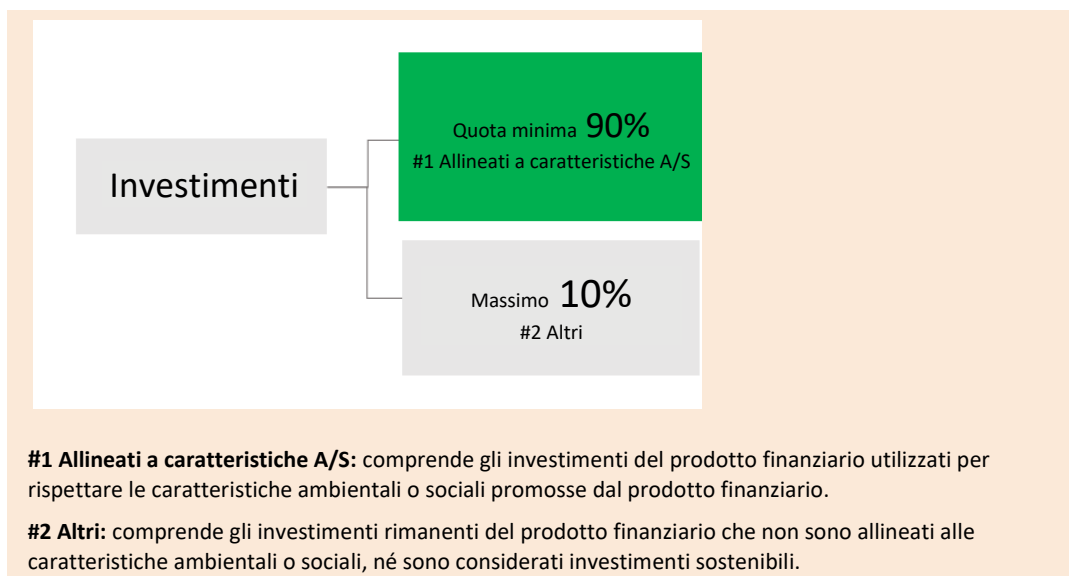 Quota minima 90%
#1 Allineati a caratteristiche A/S
Investimenti
Massimo 10%
#2 Altri
#1 Allineati a caratteristiche A/S: comprende gli investimenti del prodotto finanziario utilizzati per
rispettare le caratteristiche ambientali o sociali promosse dal prodotto finanziario.
#2 Altri: comprende gli investimenti rimanenti del prodotto finanziario che non sono allineati alle
caratteristiche ambientali o sociali, né sono considerati investimenti sostenibili.